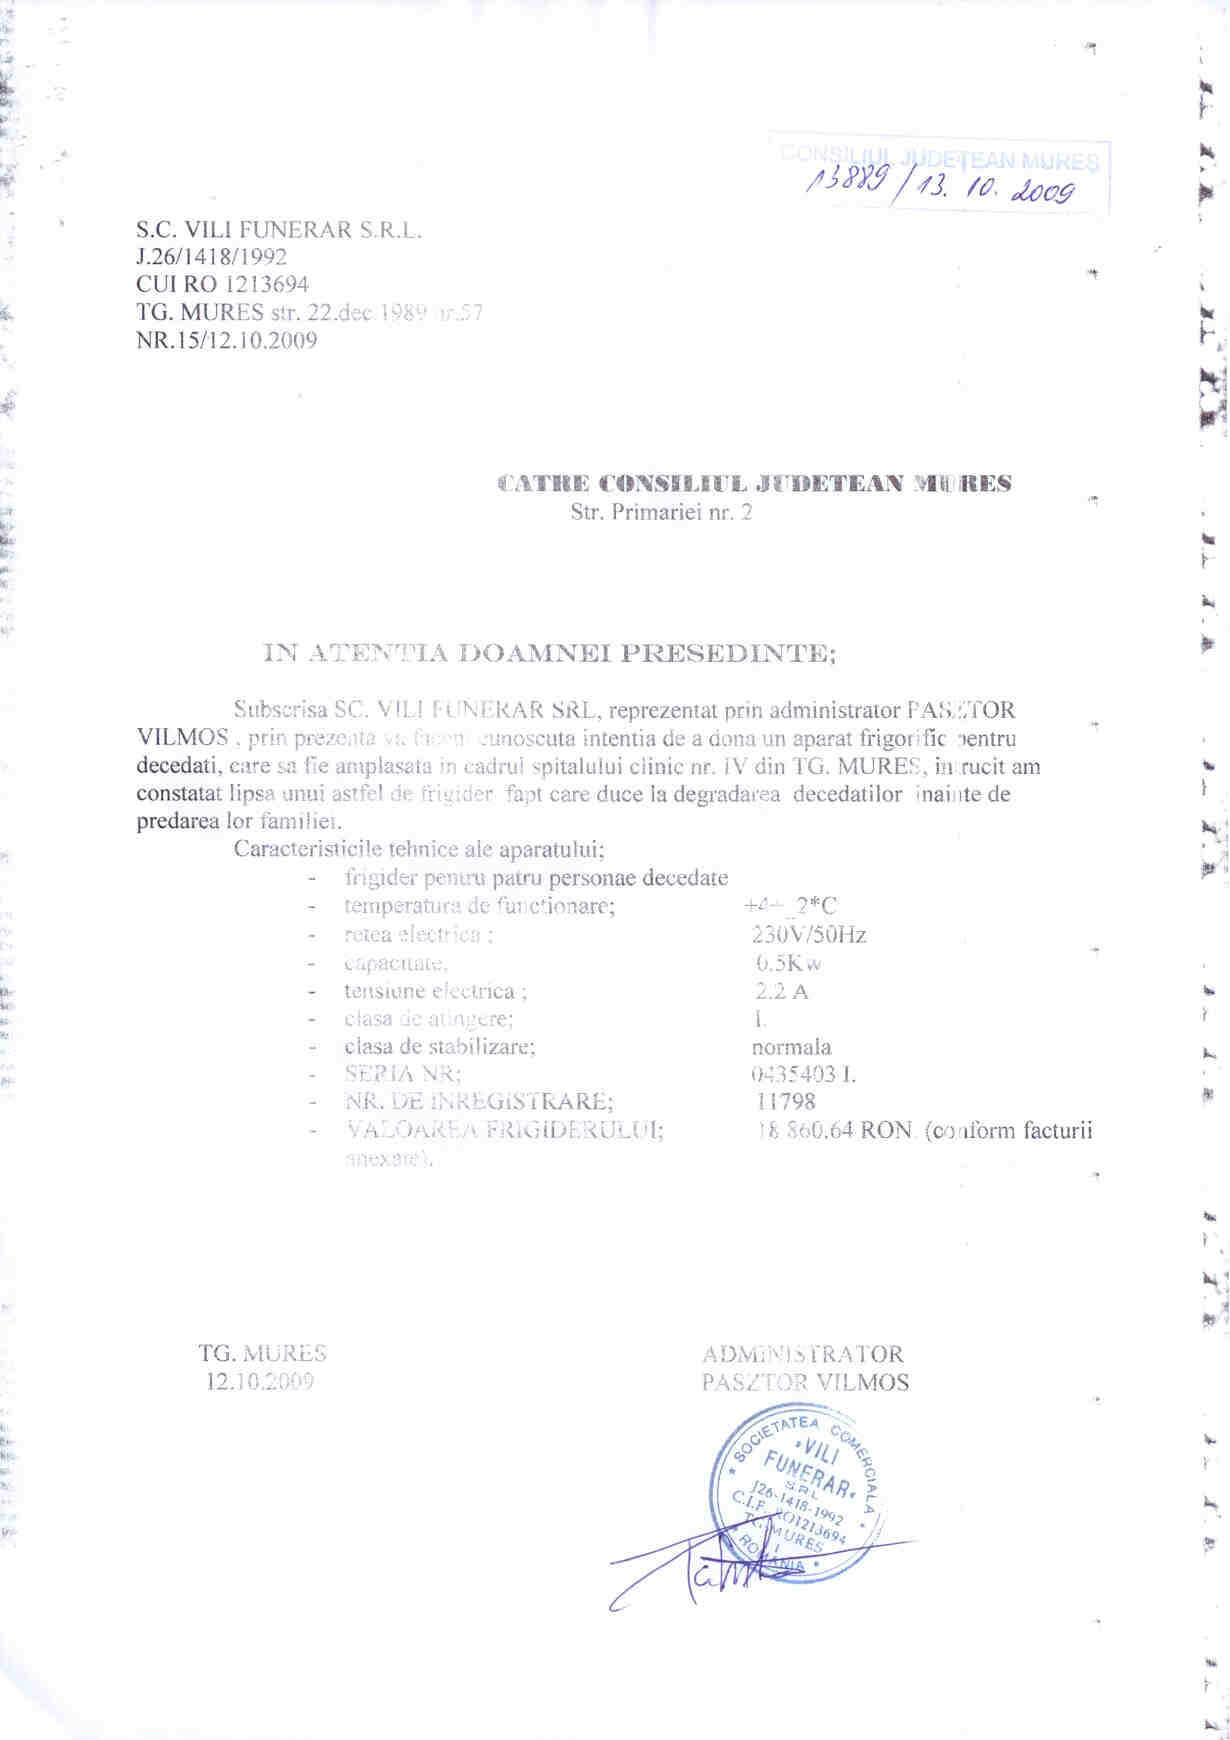 CONSILIUL JUDEŢEAN MUREŞ
13889/13. 10. 2009
S.C. VILI FUNERAR S.R.L.
J.26/1418/1992
CUI RO 1213694
TG. MURES str. 22.dec.1989 nr.57
NR.15/12.10.2009
CATRE CONSILIUL JUDETEAN MURES
Str. Primariei nr. 2
IN ATENTIA DOAMNEI PRESEDINTE;
Subscrisa SC. VILI FUNERAR SRL, reprezentat prin administrator PASZTOR
VILMOS , prin prezenta va facem cunoscuta intentia de a dona un aparat frigorific pentru
decedati, care sa fie amplasata in cadrul spitalului clinic nr. IV din TG. MURES, intrucit am
constatat lipsa unui astfel de frigider fapt care duce la degradarea decedatilor inainte de
predarea lor familiei.
Caracteristicile tehnice ale aparatului;
- frigider pentru patru personae decedate
- temperatura de functionare; +4+_2*C
- retea electrica ; 230V/50Hz
- capacitate; 0.5Kw
- tensiune electrica ; 2.2 A
- clasa de atingere; I.
- clasa de stabilizare; normala
- SERIA NR; 0435403 I.
- NR. DE INREGISTRARE; 11798
- VALOAREA FRIGIDERULUI; 18 860.64 RON. (conform facturii
anexate).
TG. MURES ADMINISTRATOR
12.10.2009 PASZTOR VILMOS
* SOCIETATEA COMERCIALA *
*VILI
FUNERAR*
S.R.L
J26-1418-1992
C.I.F. RO1213694
TG. MURES
1
* ROMANIA *